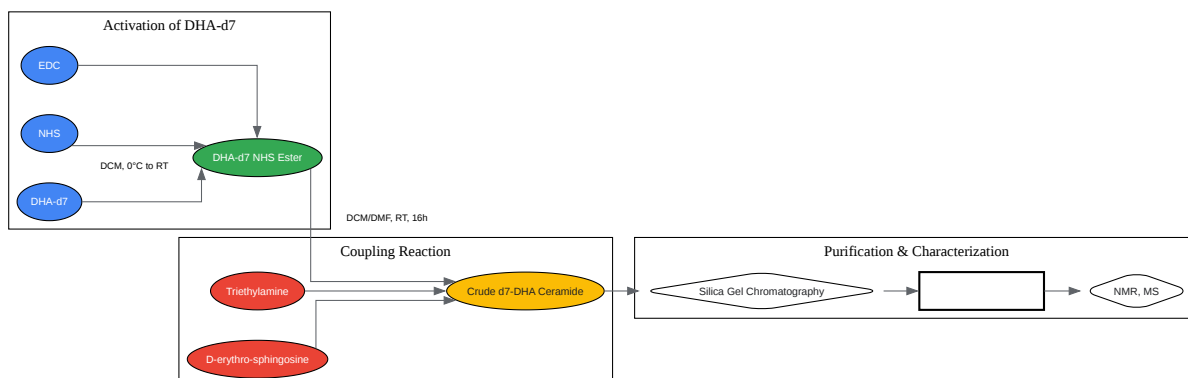 Activation of DHA-d7
EDC
NHS
DCM, 0°C to RT
DHA-d7 NHS Ester
DHA-d7
DCM/DMF, RT, 16h
Coupling Reaction
Triethylamine
Crude d7-DHA Ceramide
D-erythro-sphingosine
Purification & Characterization
Silica Gel Chromatography
NMR, MS